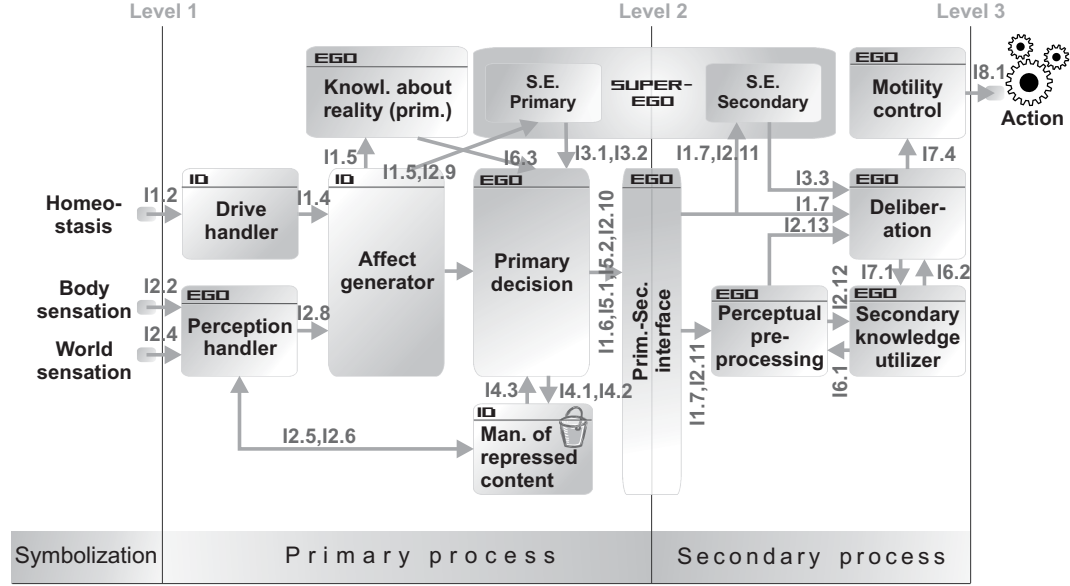 Level 1
Level 2
Level 3
EGO
Knowl. about
reality (prim.)
S.E.
Primary
SUPER-
EGO
S.E.
Secondary
EGO
Motility
control
I8.1
Action
I1.5
I1.5,I2.9
I6.3
I3.1,I3.2
I1.7,I2.11
I7.4
Homeo-
stasis
I1.2
ID
Drive
handler
I1.4
ID
Affect
generator
EGO
Primary
decision
I1.6,I5.1,I5.2,I2.10
EGO
Prim.-Sec.
interface
I3.3
I1.7
I2.13
EGO
Deliber-
ation
Body
sensation
I2.2
World
sensation
I2.4
EGO
Perception
handler
I2.8
I1.7,I2.11
EGO
Perceptual
pre-
processing
I2.12
I6.1
I7.1
I6.2
EGO
Secondary
knowledge
utilizer
I4.3
I4.1,I4.2
I2.5,I2.6
ID
Man. of
repressed
content
Symbolization
Primary process
Secondary process